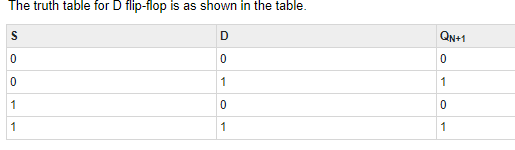 The truth table for D flip-flop is as shown in the table.
S D QN+1
0 0 0
0 1 1
1 0 0
1 1 1